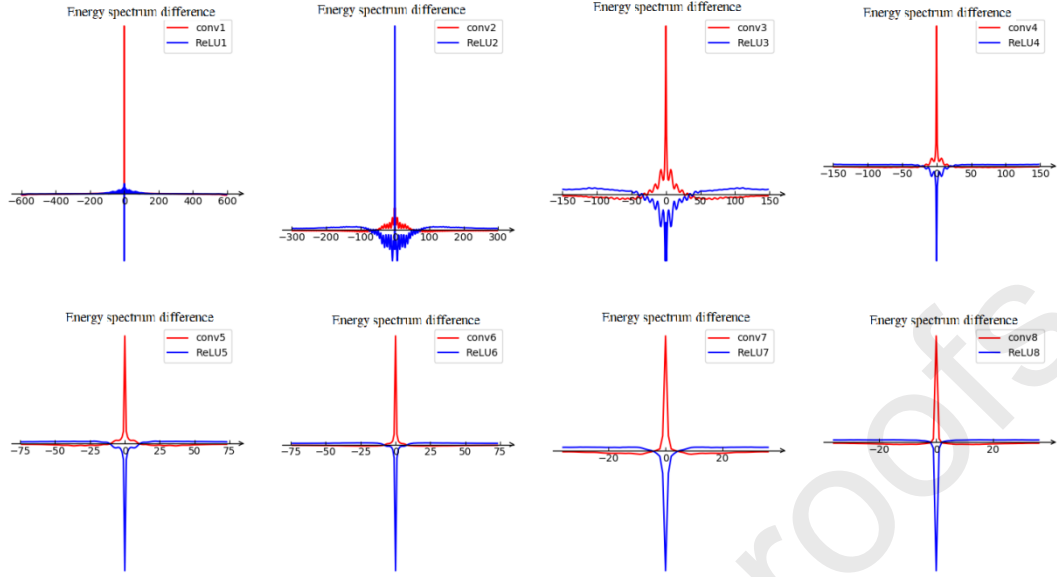 Energy spectrum difference
conv1
ReLU1
−600 −400 −200 0 200 400 600
Energy spectrum difference
conv2
ReLU2
−300 −200 −100 0 100 200 300
Energy spectrum difference
conv3
ReLU3
−150 −100 −50 0 50 100 150
Energy spectrum difference
conv4
ReLU4
−150 −100 −50 0 50 100 150
Energy spectrum difference
conv5
ReLU5
−75 −50 −25 0 25 50 75
Energy spectrum difference
conv6
ReLU6
−75 −50 −25 0 25 50 75
Energy spectrum difference
conv7
ReLU7
−20 0 20
Energy spectrum difference
conv8
ReLU8
−20 0 20
roofs